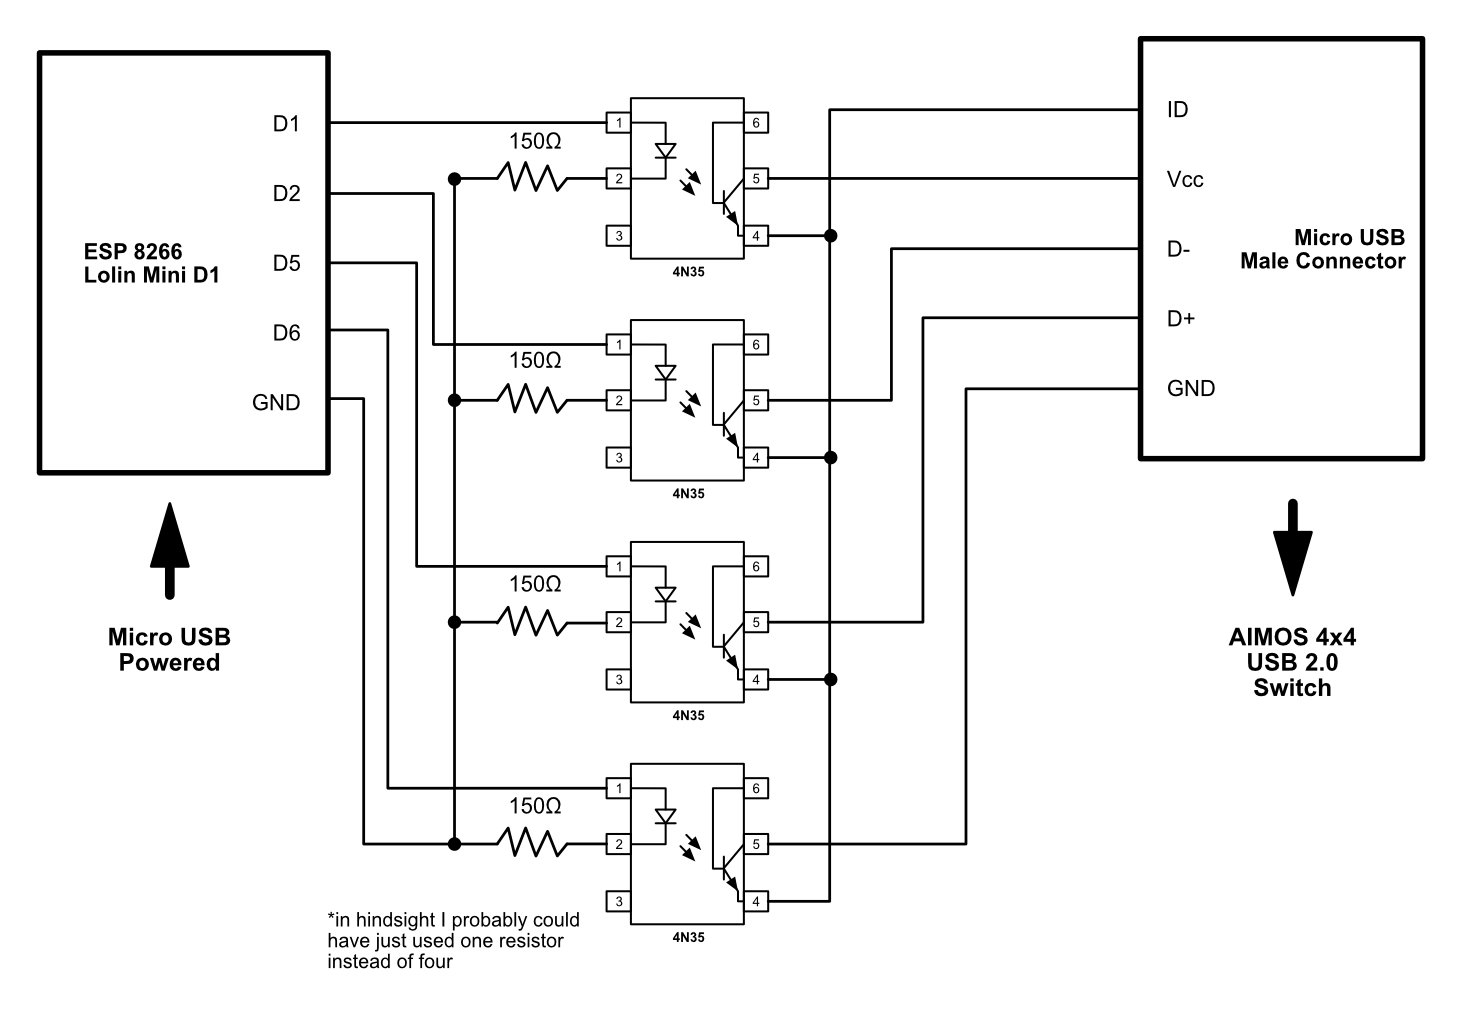 D1
D2
D5
D6
GND
ESP 8266
Lolin Mini D1
Micro USB
Powered
150Ω
1
2
3
6
5
4
4N35
150Ω
1
2
3
6
5
4
4N35
150Ω
1
2
3
6
5
4
4N35
150Ω
1
2
3
6
5
4
4N35
*in hindsight I probably could
have just used one resistor
instead of four
ID
Vcc
D-
D+
GND
Micro USB
Male Connector
AIMOS 4x4
USB 2.0
Switch